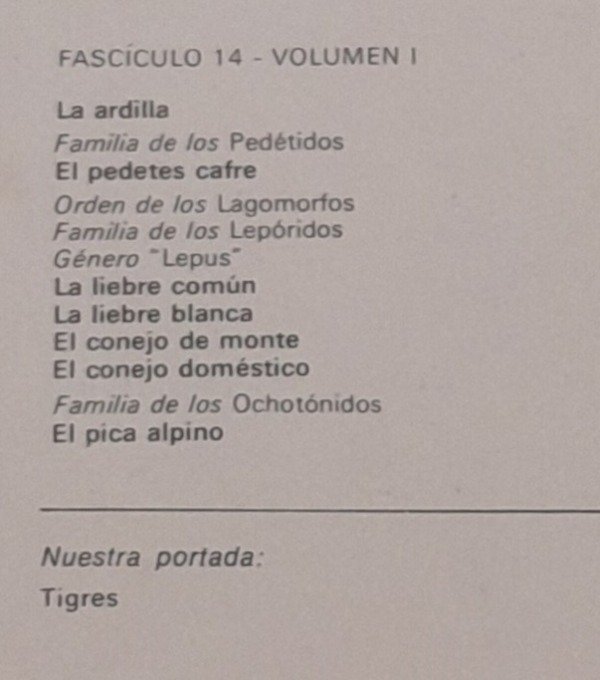 FASCÍCULO 14 - VOLUMEN I
La ardilla
Familia de los Pedétidos
El pedetes cafre
Orden de los Lagomorfos
Familia de los Lepóridos
Género "Lepus"
La liebre común
La liebre blanca
El conejo de monte
El conejo doméstico
Familia de los Ochotónidos
El pica alpino
Nuestra portada:
Tigres